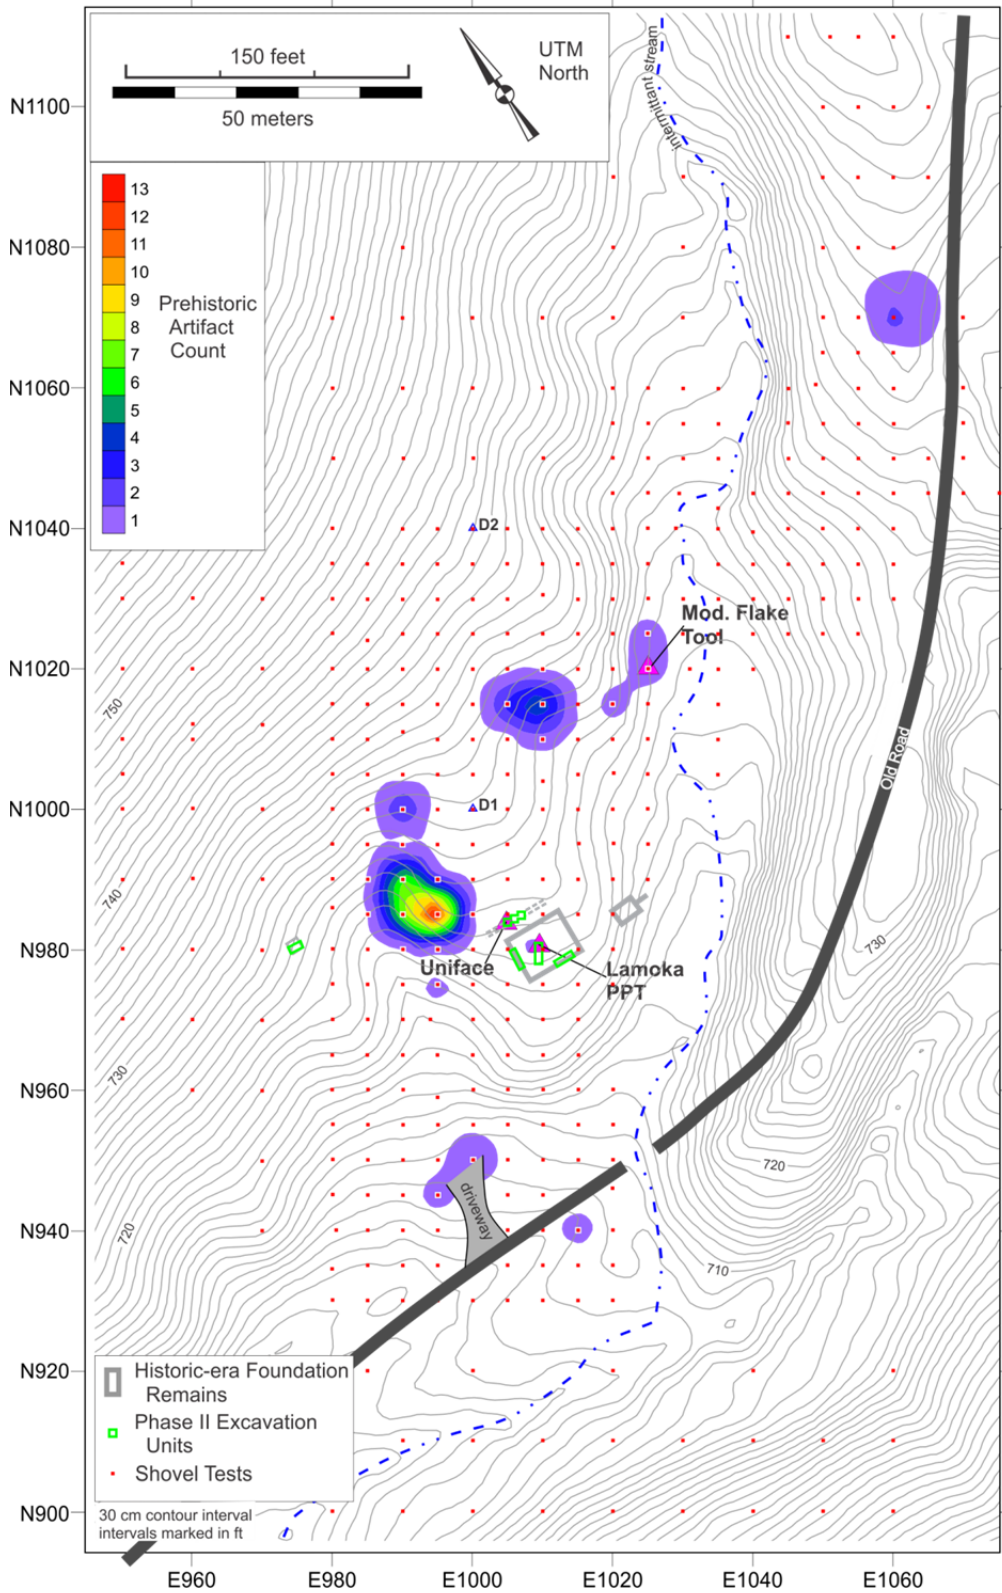 150 feet
50 meters
UTM
North
intermittant stream
N1100
13
12
11
10
9
8
7
6
5
4
3
2
1
Prehistoric
Artifact
Count
N1080
N1060
N1040
D2
Mod. Flake
Tool
N1020
750
Old Road
N1000
D1
740
730
N980
Uniface
Lamoka
PPT
730
N960
720
driveway
N940
720
710
N920
Historic-era Foundation
Remains
Phase II Excavation
Units
Shovel Tests
N900
30 cm contour interval
intervals marked in ft
E960
E980
E1000
E1020
E1040
E1060